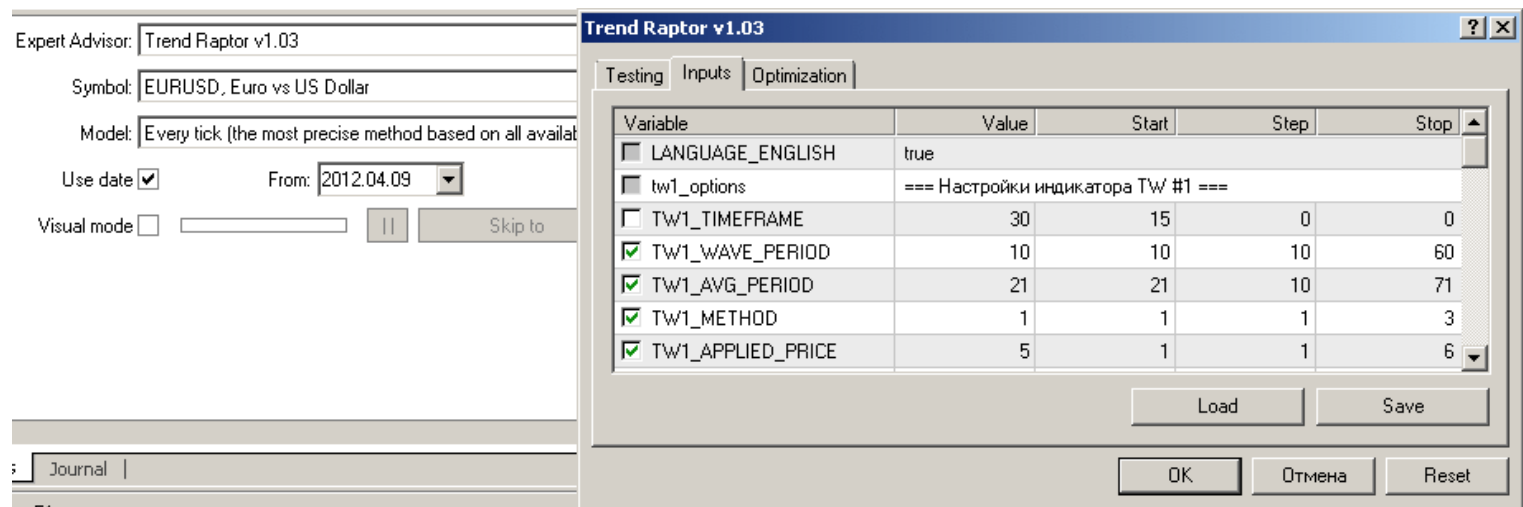 Expert Advisor: Trend Raptor v1.03
Symbol: EURUSD, Euro vs US Dollar
Model: Every tick (the most precise method based on all availab
Use date From: 2012.04.09
Visual mode || Skip to
Journal
Trend Raptor v1.03
Testing Inputs Optimization
Variable Value Start Step Stop
LANGUAGE_ENGLISH true
tw1_options === Настройки индикатора TW #1 ===
TW1_TIMEFRAME 30 15 0 0
TW1_WAVE_PERIOD 10 10 10 60
TW1_AVG_PERIOD 21 21 10 71
TW1_METHOD 1 1 1 3
TW1_APPLIED_PRICE 5 1 1 6
Load Save
OK Отмена Reset